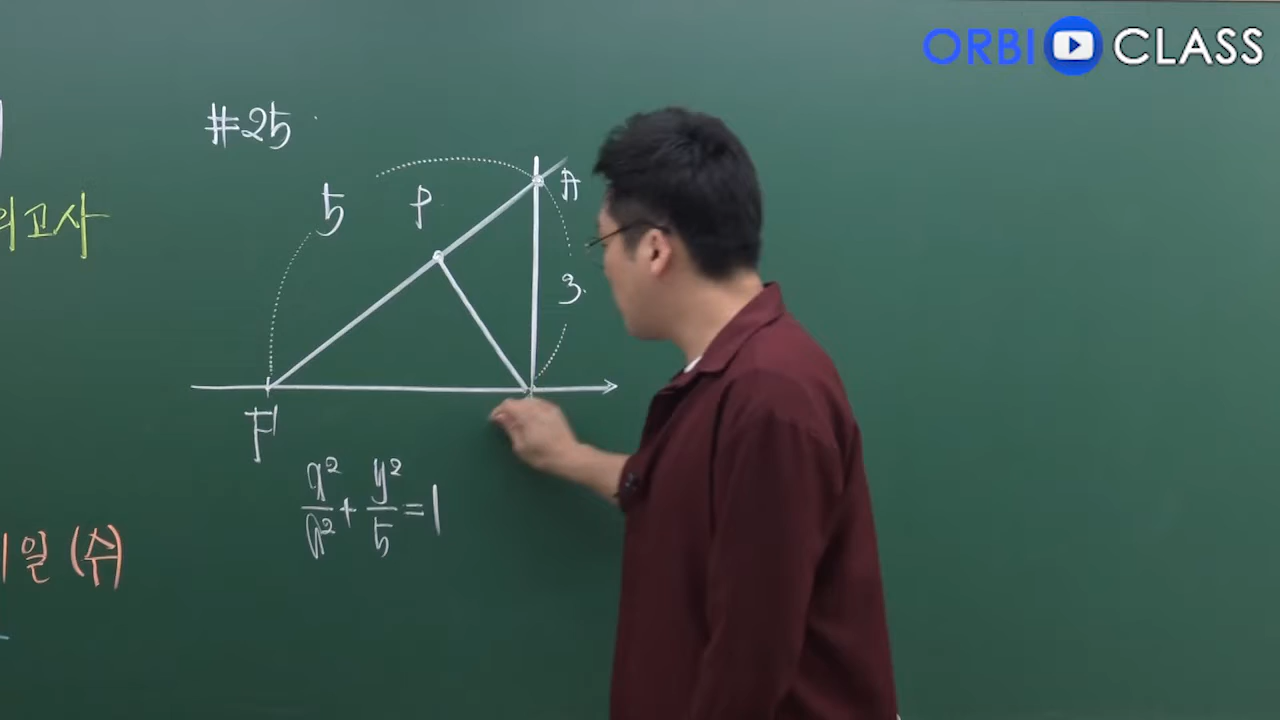 ORBI CLASS
#25
5
P
A
3
의고사
F'
x²/a² + y²/5 = 1
1일 (수)